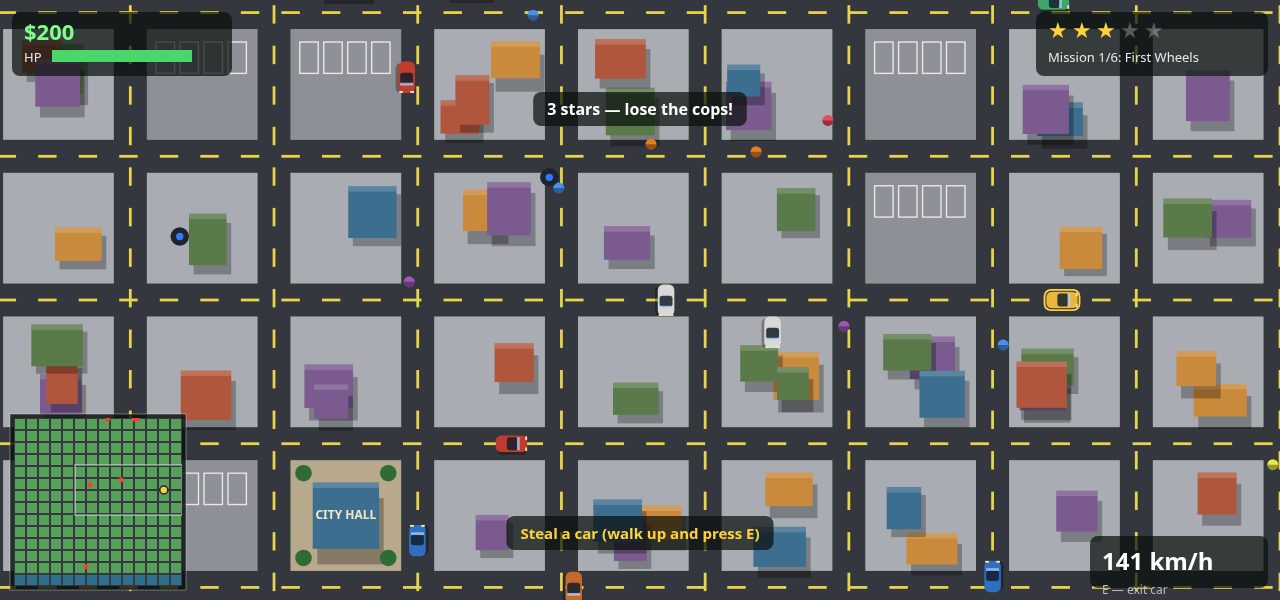 $200
HP
Mission 1/6: First Wheels
3 stars — lose the cops!
CITY HALL
Steal a car (walk up and press E)
141 km/h
E — exit car